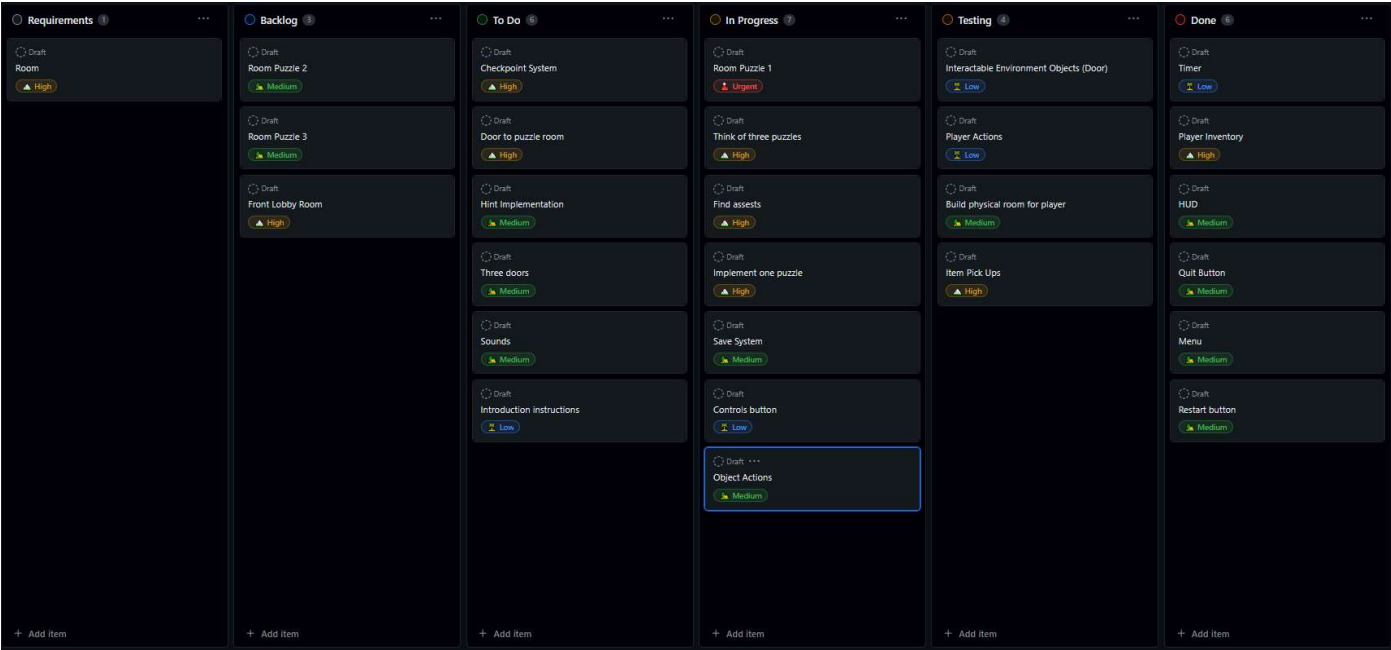 Requirements 1
Draft
Room
High
+ Add item
Backlog 3
Draft
Room Puzzle 2
Medium
Draft
Room Puzzle 3
Medium
Draft
Front Lobby Room
High
+ Add item
To Do 6
Draft
Checkpoint System
High
Draft
Door to puzzle room
High
Draft
Hint Implementation
Medium
Draft
Three doors
Medium
Draft
Sounds
Medium
Draft
Introduction instructions
Low
+ Add item
In Progress 7
Draft
Room Puzzle 1
Urgent
Draft
Think of three puzzles
High
Draft
Find assests
High
Draft
Implement one puzzle
High
Draft
Save System
Medium
Draft
Controls button
Low
Draft ···
Object Actions
Medium
+ Add item
Testing 4
Draft
Interactable Environment Objects (Door)
Low
Draft
Player Actions
Low
Draft
Build physical room for player
Medium
Draft
Item Pick Ups
High
+ Add item
Done 6
Draft
Timer
Low
Draft
Player Inventory
High
Draft
HUD
Medium
Draft
Quit Button
Medium
Draft
Menu
Medium
Draft
Restart button
Medium
+ Add item